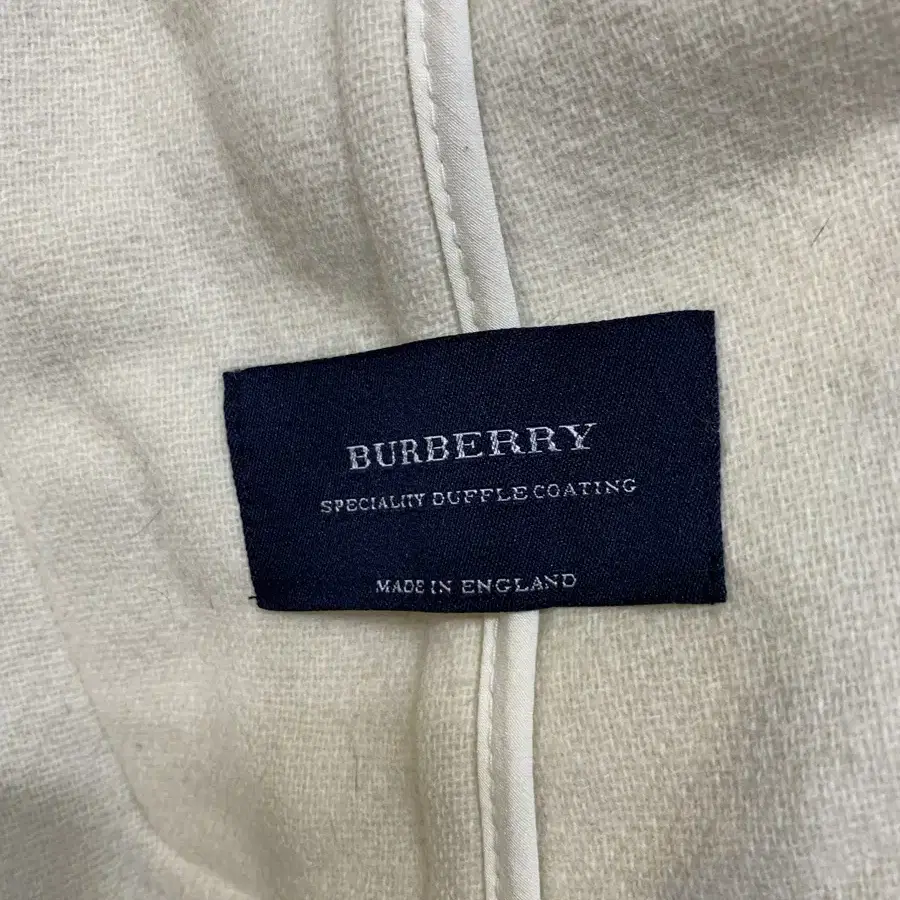 BURBERRY
SPECIALITY DUFFLE COATING
MADE IN ENGLAND